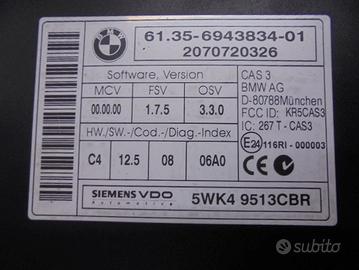 BMW
61.35-6943834-01
2070720326
Software, Version
MCV FSV OSV
00.00.00 1.7.5 3.3.0
HW./SW.-/Cod.-/Diag.-Index
C4 12.5 08 06A0
CAS 3
BMW AG
D-80788München
FCC ID: KR5CAS3
IC: 267 T - CAS3
E24 116RI - 000003
SIEMENS VDO
Automotive
5WK4 9513CBR
subito